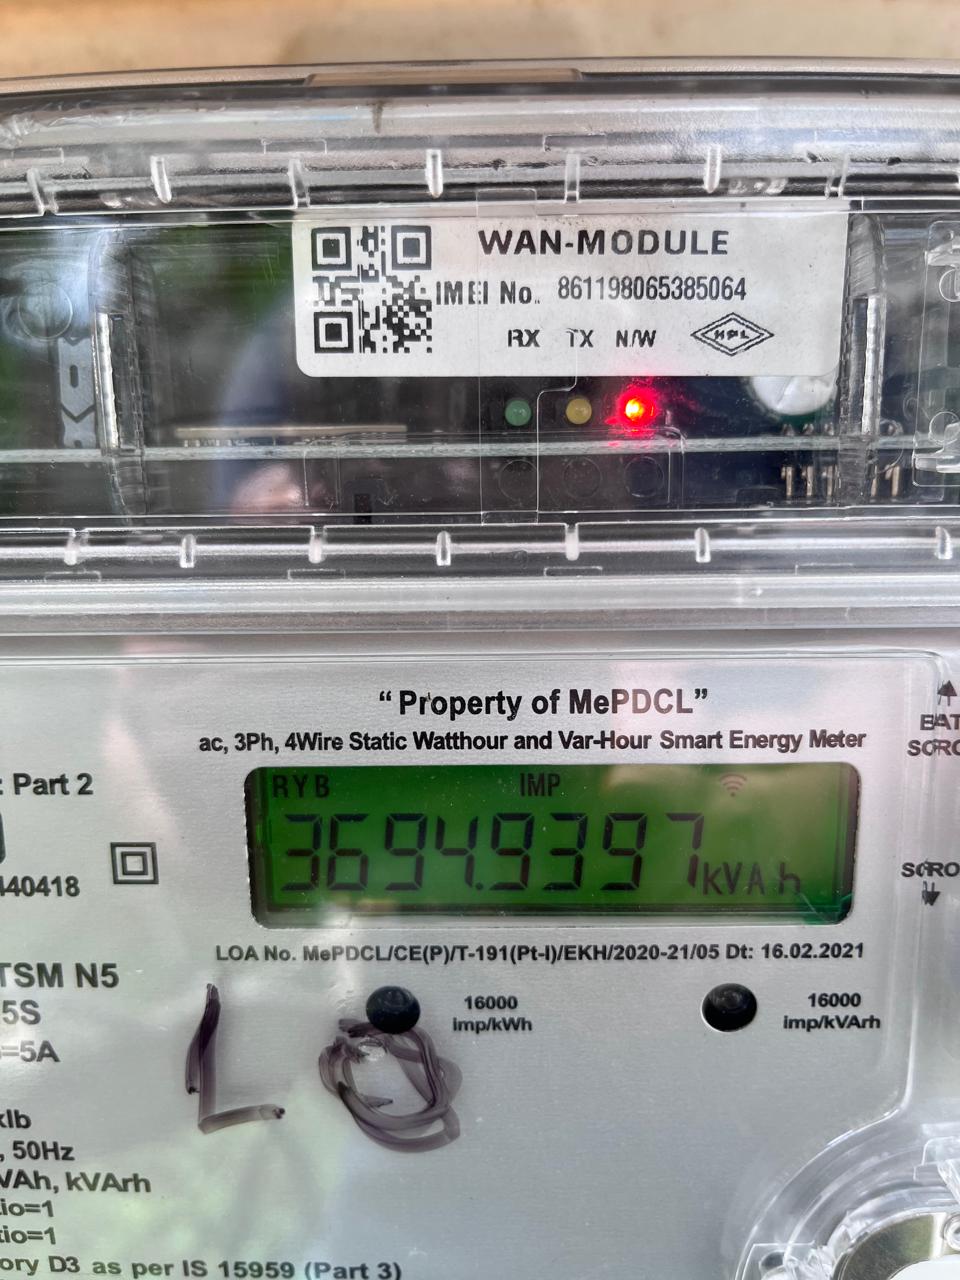 WAN-MODULE
IMEI No. 861198065385064
RX TX N/W HPL
"Property of MePDCL"
ac, 3Ph, 4Wire Static Watthour and Var-Hour Smart Energy Meter
: Part 2
RYB IMP
3694.9397 kVAh
440418
LOA No. MePDCL/CE(P)/T-191(Pt-I)/EKH/2020-21/05 Dt: 16.02.2021
TSM N5
5S
=5A
16000
imp/kWh
16000
imp/kVArh
LO
klb
, 50Hz
VAh, kVArh
tio=1
tio=1
ory D3 as per IS 15959 (Part 3)
BAT
SCRO
SCRO